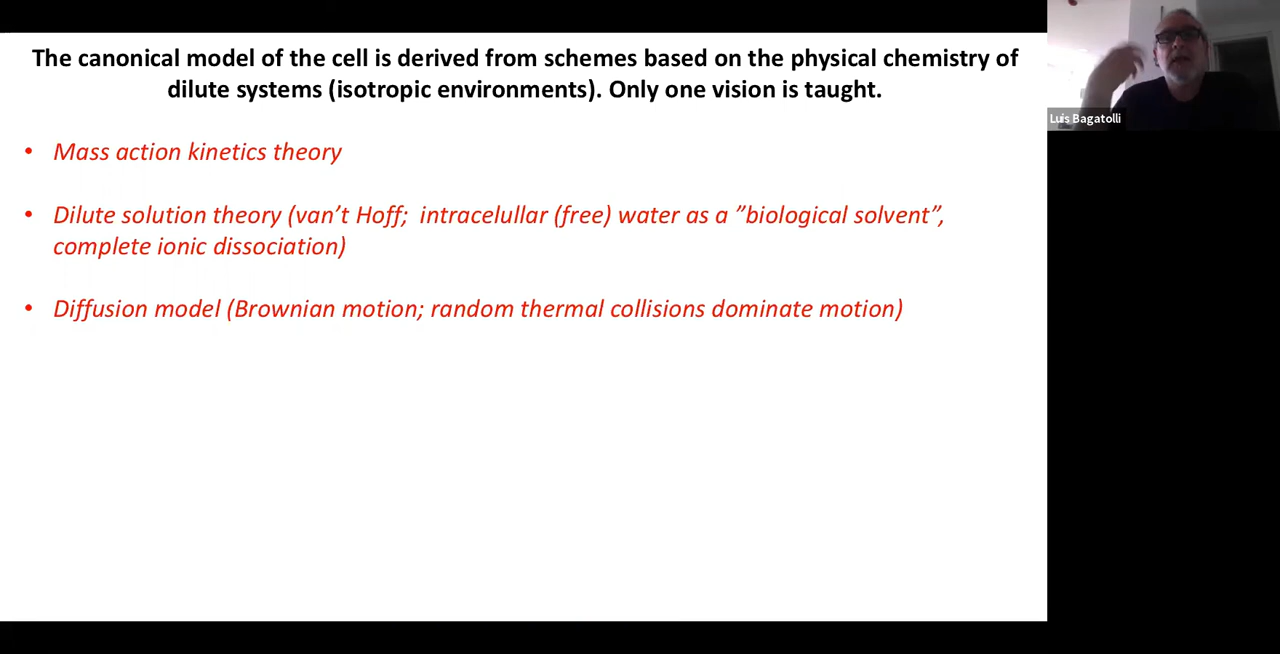 The canonical model of the cell is derived from schemes based on the physical chemistry of
dilute systems (isotropic environments). Only one vision is taught.
• Mass action kinetics theory
• Dilute solution theory (van’t Hoff; intracelullar (free) water as a ”biological solvent”,
complete ionic dissociation)
• Diffusion model (Brownian motion; random thermal collisions dominate motion)
Luis Bagatolli